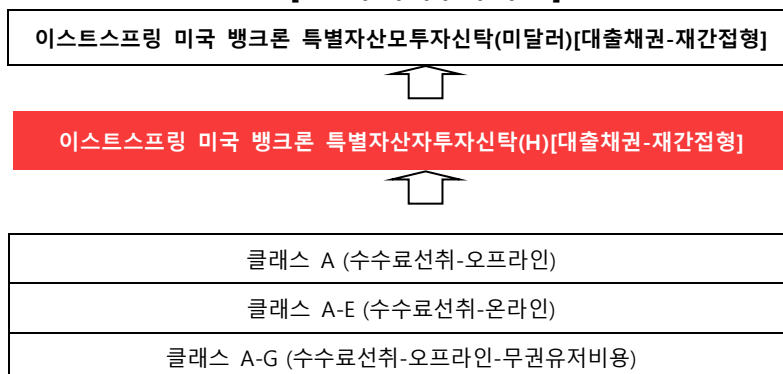 이스트스프링 미국 뱅크론 특별자산모투자신탁(미달러)[대출채권-재간접형]
이스트스프링 미국 뱅크론 특별자산자투자신탁(H)[대출채권-재간접형]
클래스 A (수수료선취-오프라인)
클래스 A-E (수수료선취-온라인)
클래스 A-G (수수료선취-오프라인-무권유저비용)